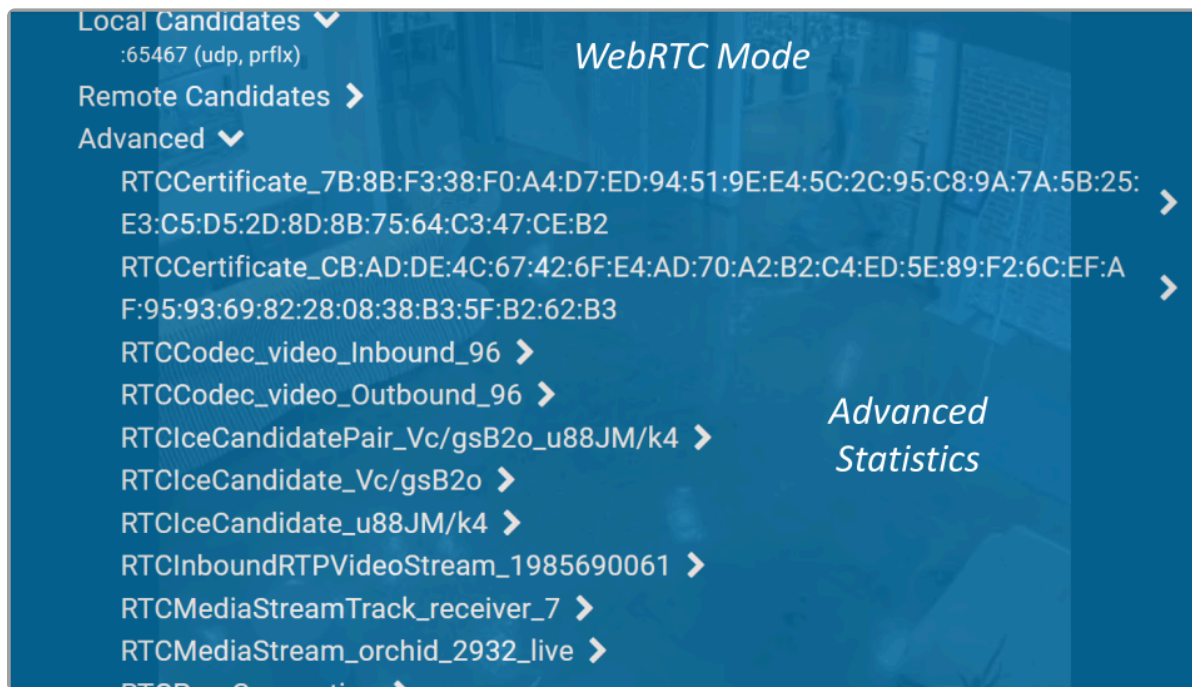 Local Candidates
:65467 (udp, prflx)
WebRTC Mode
Remote Candidates
Advanced
RTCCertificate_7B:8B:F3:38:F0:A4:D7:ED:94:51:9E:E4:5C:2C:95:C8:9A:7A:5B:25:
E3:C5:D5:2D:8D:8B:75:64:C3:47:CE:B2
RTCCertificate_CB:AD:DE:4C:67:42:6F:E4:AD:70:A2:B2:C4:ED:5E:89:F2:6C:EF:A
F:95:93:69:82:28:08:38:B3:5F:B2:62:B3
RTCCodec_video_Inbound_96
RTCCodec_video_Outbound_96
RTCIceCandidatePair_Vc/gsB2o_u88JM/k4
RTCIceCandidate_Vc/gsB2o
RTCIceCandidate_u88JM/k4
Advanced
Statistics
RTCInboundRTPVideoStream_1985690061
RTCMediaStreamTrack_receiver_7
RTCMediaStream_orchid_2932_live